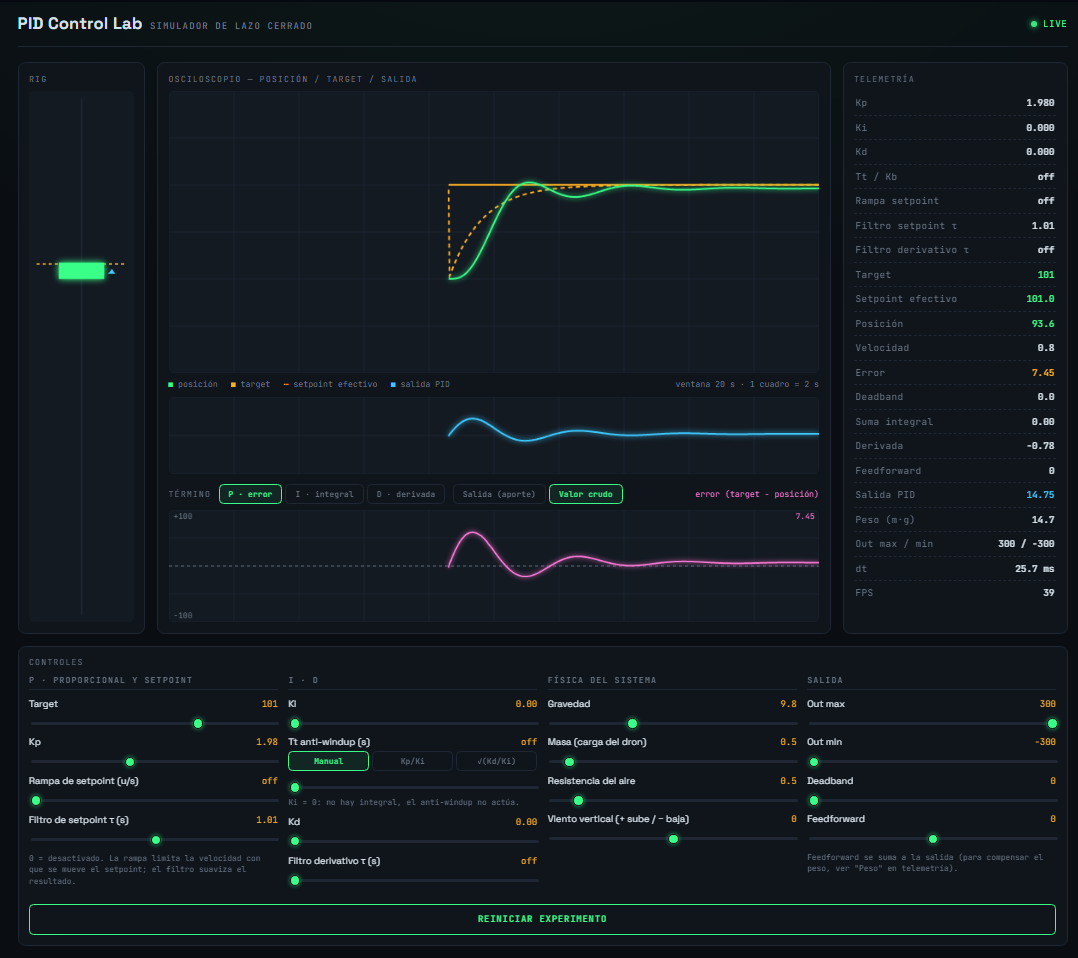 PID Control Lab SIMULADOR DE LAZO CERRADO
LIVE
RIG
OSCILOSCOPIO — POSICIÓN / TARGET / SALIDA
posición target setpoint efectivo salida PID
ventana 20 s · 1 cuadro = 2 s
TÉRMINO P · error I · integral D · derivada Salida (aporte) Valor crudo
error (target - posición)
+100
7.45
-100
TELEMETRÍA
Kp 1.980
Ki 0.000
Kd 0.000
Tt / Kb off
Rampa setpoint off
Filtro setpoint τ 1.01
Filtro derivativo τ off
Target 101
Setpoint efectivo 101.0
Posición 93.6
Velocidad 0.8
Error 7.45
Deadband 0.0
Suma integral 0.00
Derivada -0.78
Feedforward 0
Salida PID 14.75
Peso (m·g) 14.7
Out max / min 300 / -300
dt 25.7 ms
FPS 39
CONTROLES
P · PROPORCIONAL Y SETPOINT
Target 101
Kp 1.98
Rampa de setpoint (u/s) off
Filtro de setpoint τ (s) 1.01
0 = desactivado. La rampa limita la velocidad con
que se mueve el setpoint; el filtro suaviza el
resultado.
I · D
Ki 0.00
Tt anti-windup (s) off
Manual Kp/Ki √(Kd/Ki)
Ki = 0: no hay integral, el anti-windup no actúa.
Kd 0.00
Filtro derivativo τ (s) off
FÍSICA DEL SISTEMA
Gravedad 9.8
Masa (carga del dron) 0.5
Resistencia del aire 0.5
Viento vertical (+ sube / − baja) 0
SALIDA
Out max 300
Out min -300
Deadband 0
Feedforward 0
Feedforward se suma a la salida (para compensar el
peso, ver "Peso" en telemetría).
REINICIAR EXPERIMENTO